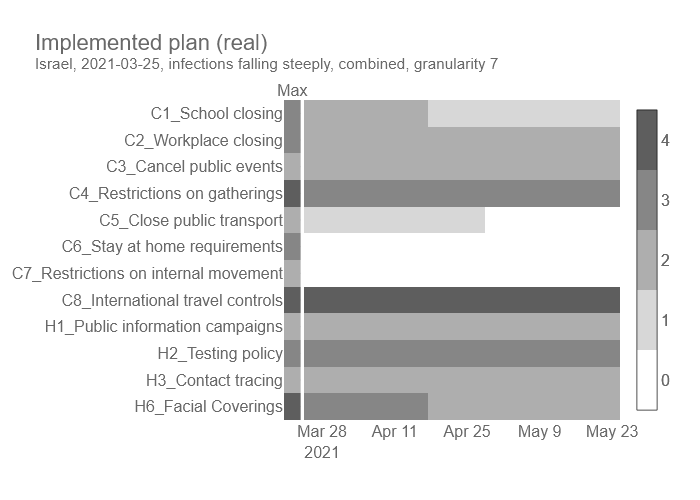 Implemented plan (real)
Israel, 2021-03-25, infections falling steeply, combined, granularity 7
Max
C1_School closing
C2_Workplace closing
C3_Cancel public events
C4_Restrictions on gatherings
C5_Close public transport
C6_Stay at home requirements
C7_Restrictions on internal movement
C8_International travel controls
H1_Public information campaigns
H2_Testing policy
H3_Contact tracing
H6_Facial Coverings
4
3
2
1
0
Mar 28 Apr 11 Apr 25 May 9 May 23
2021